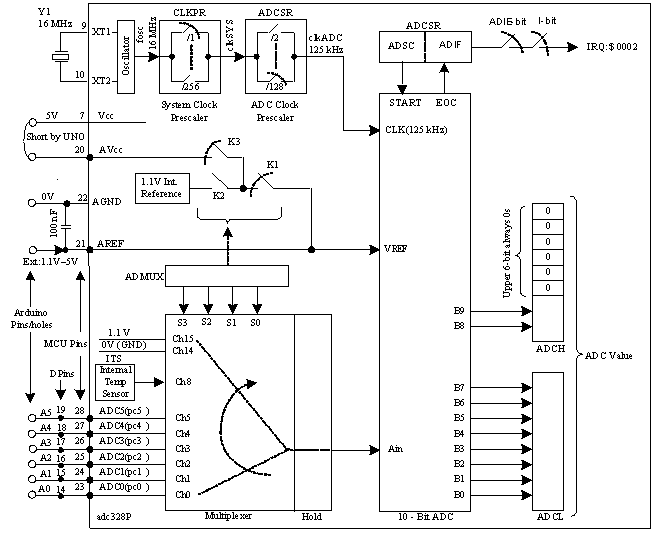 Y1
16 MHz
9
XT1
10
XT2
Oscillator
fosc
16 MHz
CLKPR
/1
/256
System Clock
Prescaler
clkSYS
ADCSR
/2
/128
ADC Clock
Prescaler
clkADC
125 kHz
ADCSR
ADSC
ADIF
ADIE bit
I-bit
IRQ:$0002
START
EOC
CLK(125 kHz)
5V
7
Vcc
Short by UNO
20
AVcc
K3
K1
1.1V Int.
Reference
K2
0V
22
AGND
100 nF
21
AREF
Ext:1.1V–5V
VREF
ADMUX
S3
S2
S1
S0
Arduino
Pins/holes
MCU Pins
DPins
1.1 V
0V (GND)
ITS
Internal
Temp
Sensor
Ch15
Ch14
Ch8
A5
19
28
ADC5(pc5)
Ch5
A4
18
27
ADC4(pc4)
Ch4
A3
17
26
ADC3(pc3)
Ch3
A2
16
25
ADC2(pc2)
Ch2
A1
15
24
ADC1(pc1)
Ch1
A0
14
23
ADC0(pc0)
Ch0
Ain
adc328P
Multiplexer
Hold
10 - Bit ADC
Upper 6-bit always 0s
0
0
0
0
0
0
B9
B8
ADCH
ADC Value
B7
B6
B5
B4
B3
B2
B1
B0
ADCL